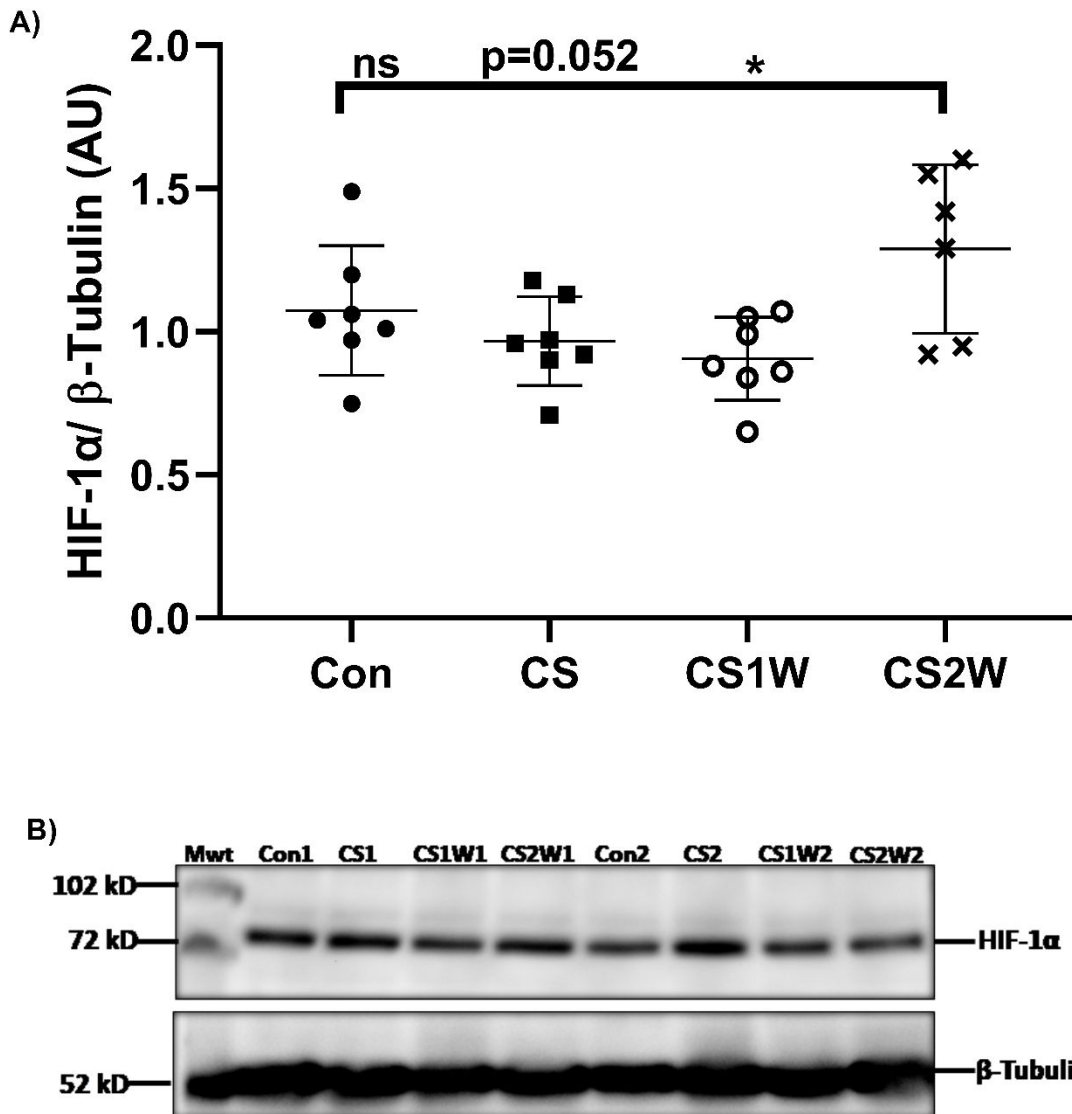 A)
HIF-1α/ β-Tubulin (AU)
2.0
1.5
1.0
0.5
0.0
ns p=0.052 *
Con CS CS1W CS2W
B)
Mwt Con1 CS1 CS1W1 CS2W1 Con2 CS2 CS1W2 CS2W2
102 kD
72 kD
HIF-1α
52 kD
β-Tubuli